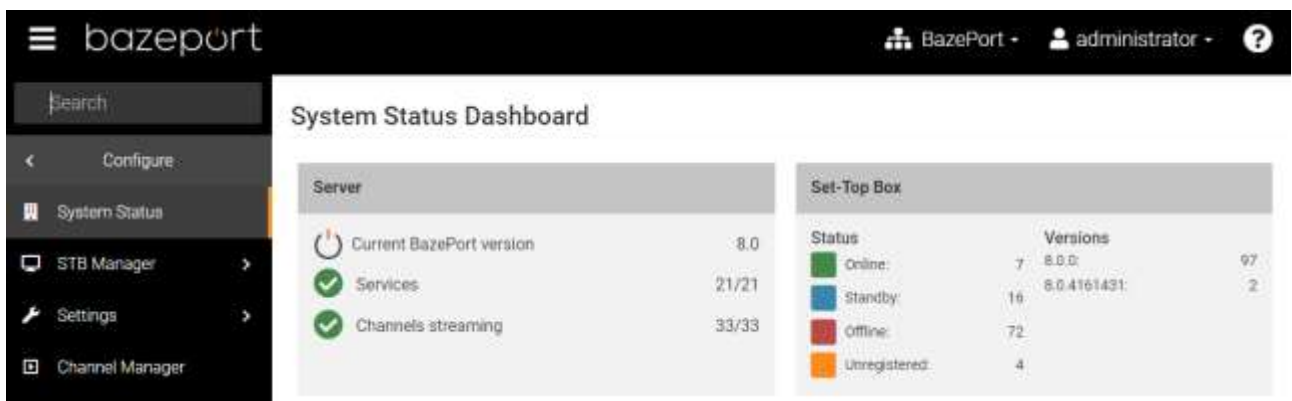 bazeport
BazePort
administrator
?
Search
Configure
System Status
STB Manager
Settings
Channel Manager
System Status Dashboard
Server
Current BazePort version 8.0
Services 21/21
Channels streaming 33/33
Set-Top Box
Status
Online: 7
Standby: 16
Offline: 72
Unregistered: 4
Versions
8.0.0: 97
8.0.4161431: 2